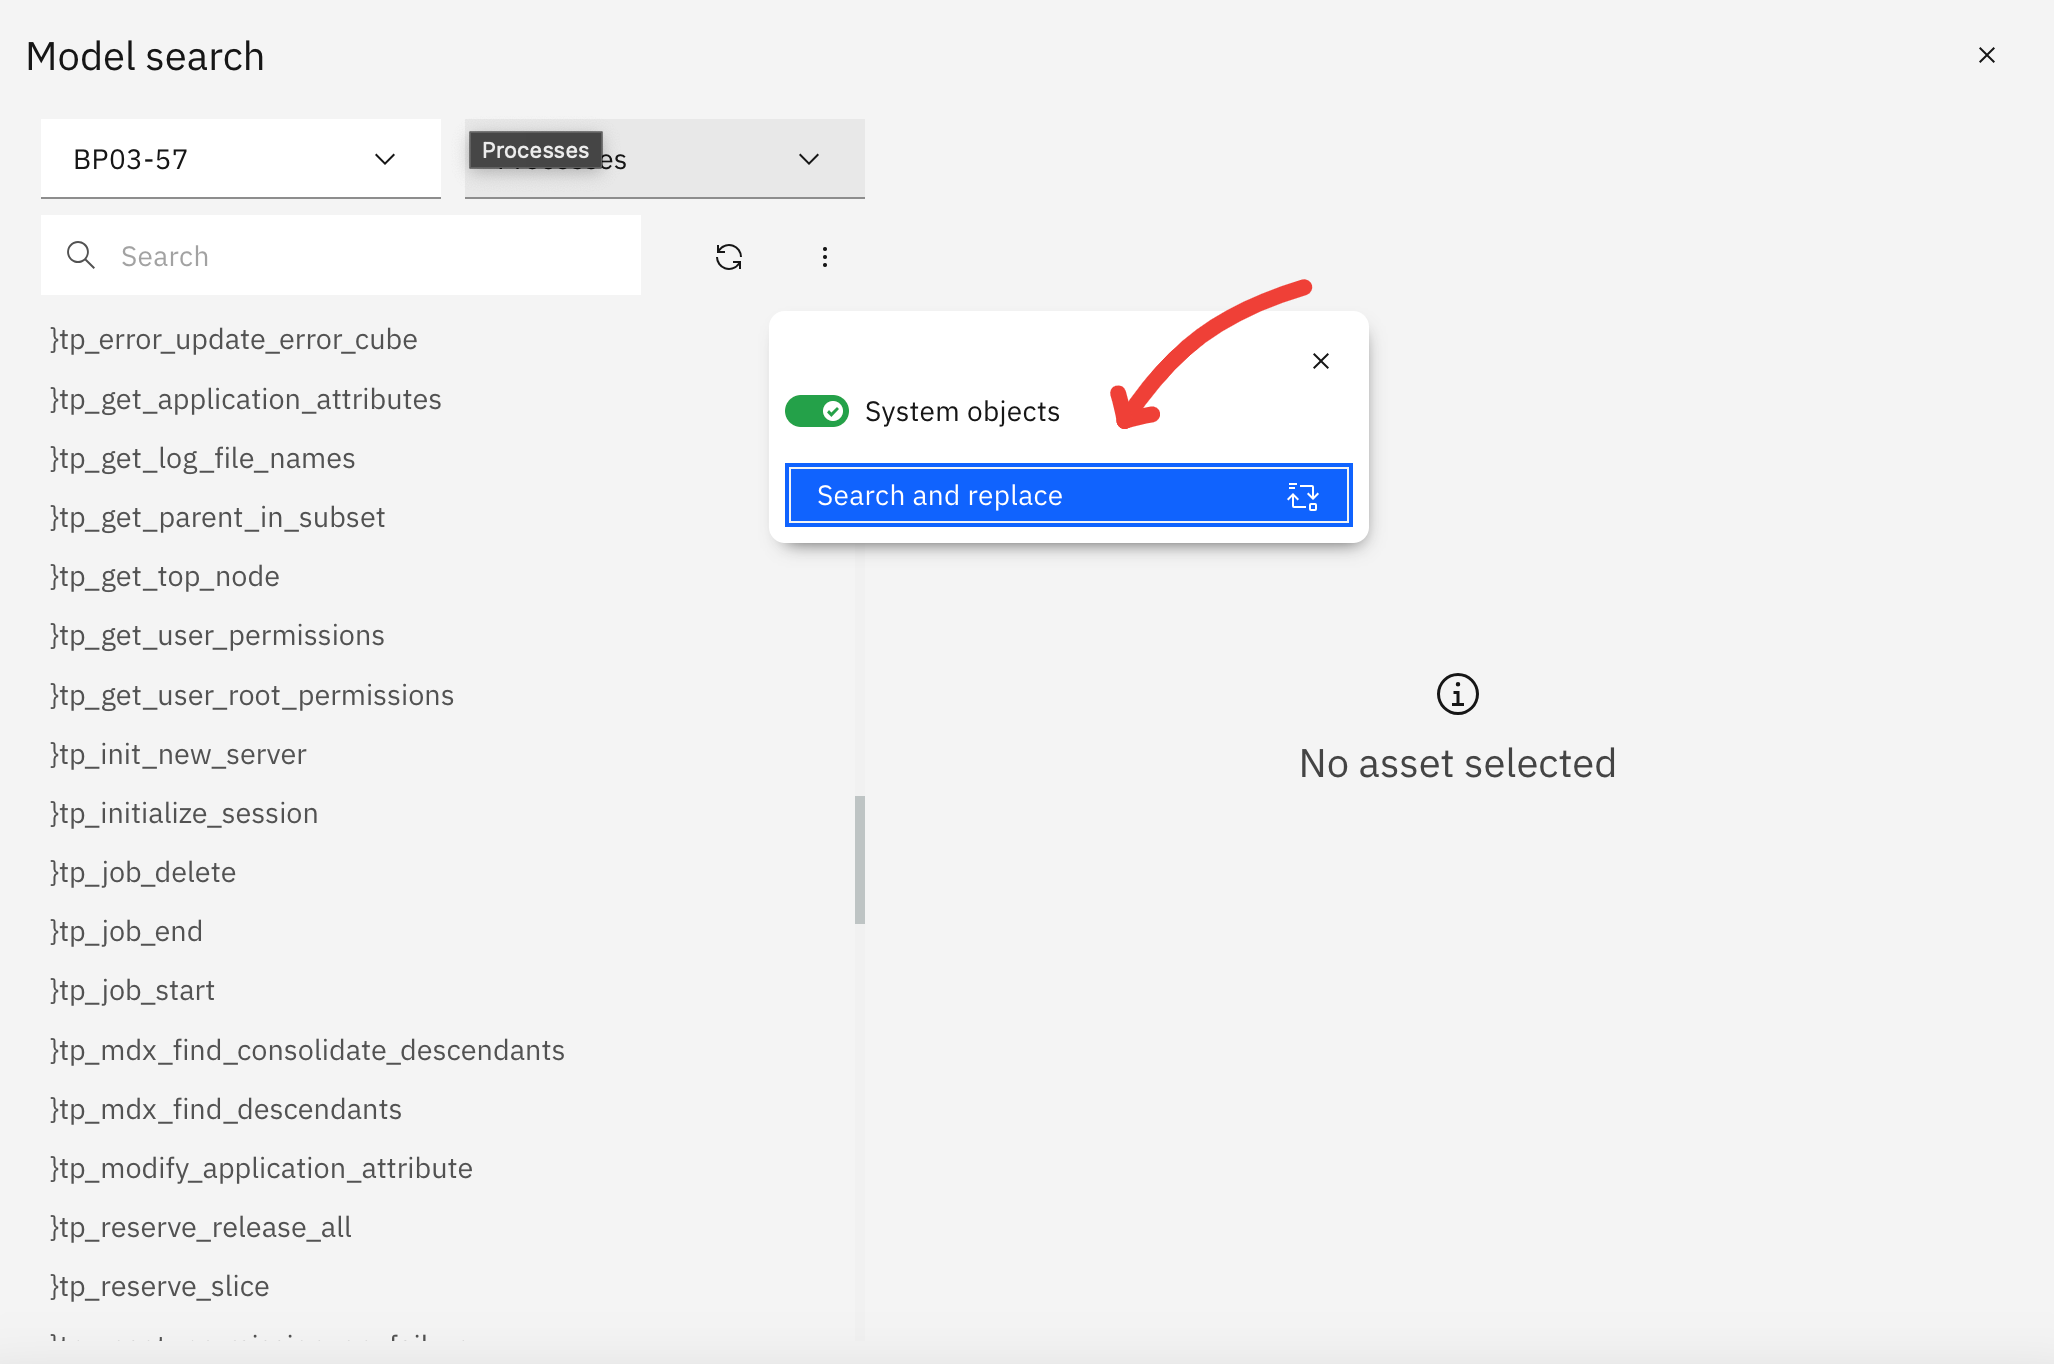 Model search
BP03-57
Processes
Search
}tp_error_update_error_cube
}tp_get_application_attributes
}tp_get_log_file_names
}tp_get_parent_in_subset
}tp_get_top_node
}tp_get_user_permissions
}tp_get_user_root_permissions
}tp_init_new_server
}tp_initialize_session
}tp_job_delete
}tp_job_end
}tp_job_start
}tp_mdx_find_consolidate_descendants
}tp_mdx_find_descendants
}tp_modify_application_attribute
}tp_reserve_release_all
}tp_reserve_slice
System objects
Search and replace
No asset selected